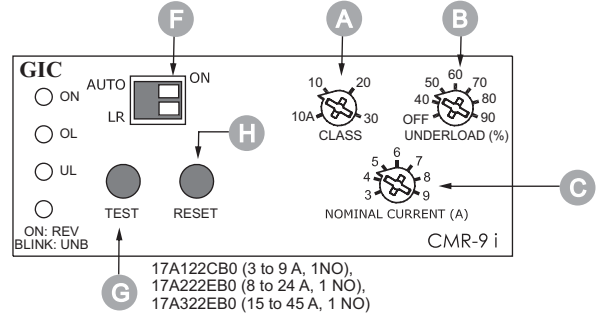 F
A
B
GIC
AUTO
ON
LR
ON
OL
UL
ON: REV
BLINK: UNB
H
TEST
RESET
G
10A
10
20
30
CLASS
OFF
40
50
60
70
80
90
UNDERLOAD (%)
3
4
5
6
7
8
9
NOMINAL CURRENT (A)
C
CMR-9 i
17A122CB0 (3 to 9 A, 1NO),
17A222EB0 (8 to 24 A, 1 NO),
17A322EB0 (15 to 45 A, 1 NO)